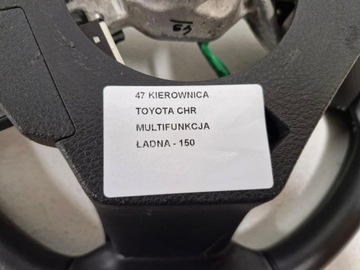 47 KIEROWNICA
TOYOTA CHR
MULTIFUNKCJA
ŁADNA - 150